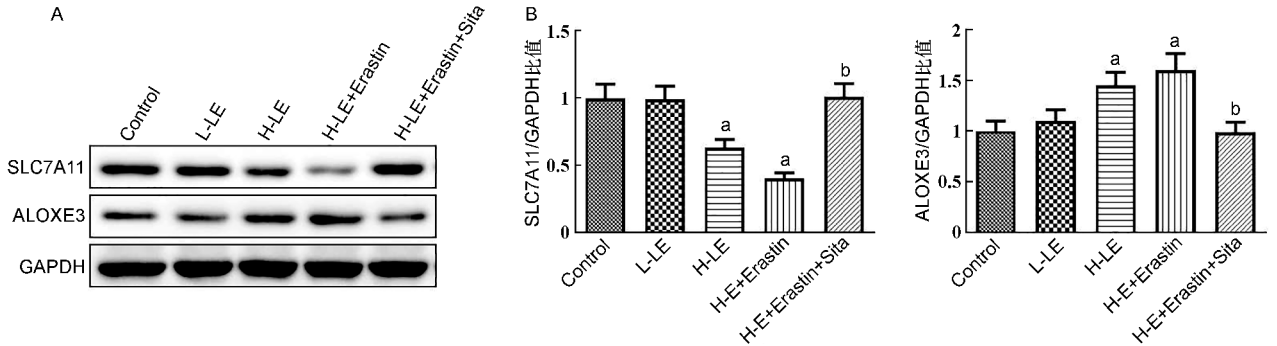 A
Control
L-LE
H-LE
H-LE+Erastin
H-LE+Erastin+Sita
SLC7A11
ALOXE3
GAPDH
B
SLC7A11/GAPDH比值
1.5
1
0.5
0
Control
L-LE
H-LE
H-E+Erastin
H-E+Erastin+Sita
a
a
b
ALOXE3/GAPDH比值
2
1.5
1
0.5
0
Control
L-LE
H-LE
H-E+Erastin
H-E+Erastin+Sita
a
a
b